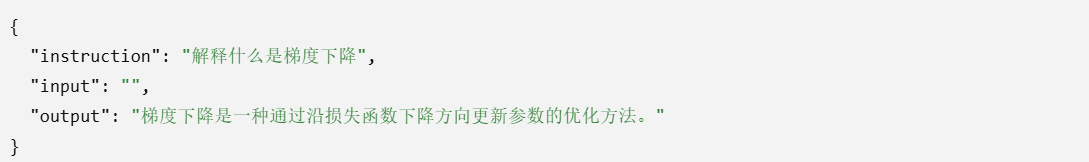 {
  "instruction": "解释什么是梯度下降",
  "input": "",
  "output": "梯度下降是一种通过沿损失函数下降方向更新参数的优化方法。"
}